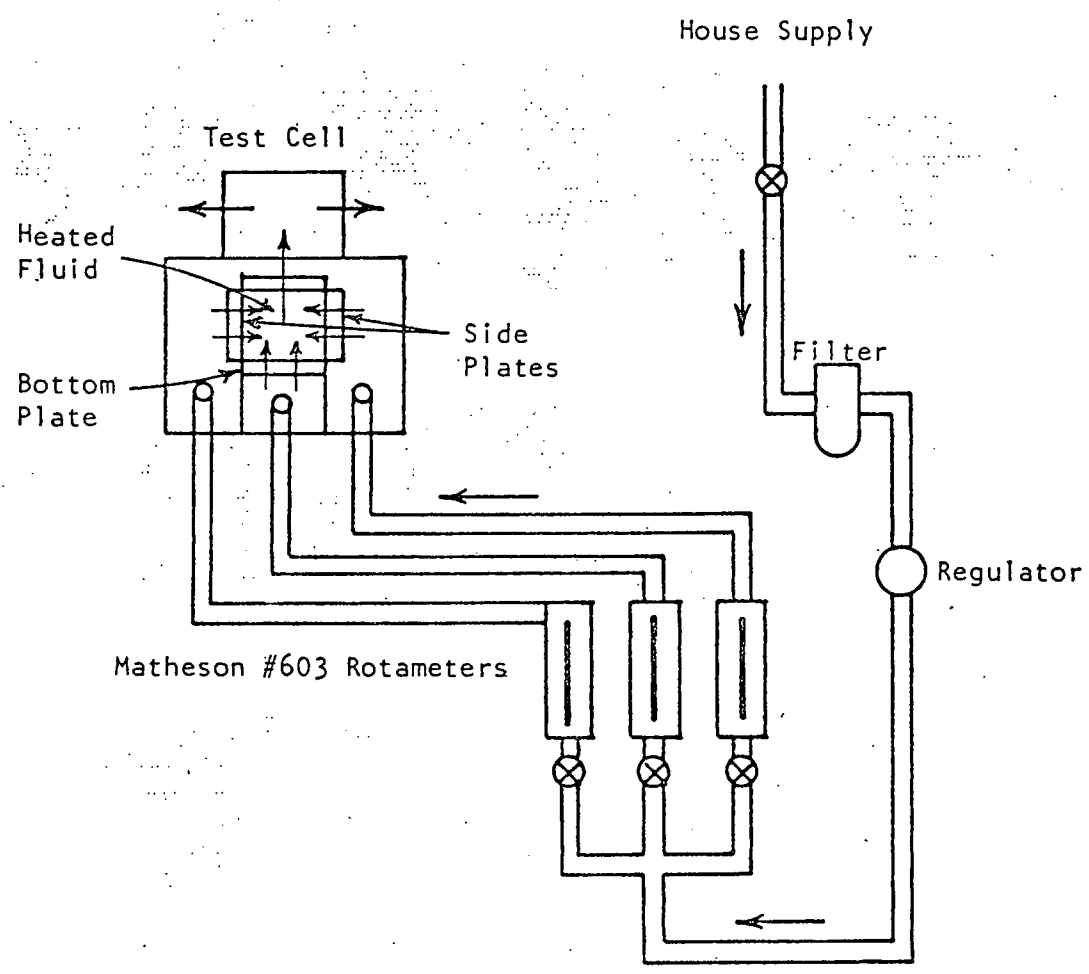 House Supply
Test Cell
Heated
Fluid
Side
Plates
Filter
Bottom
Plate
Regulator
Matheson #603 Rotameters